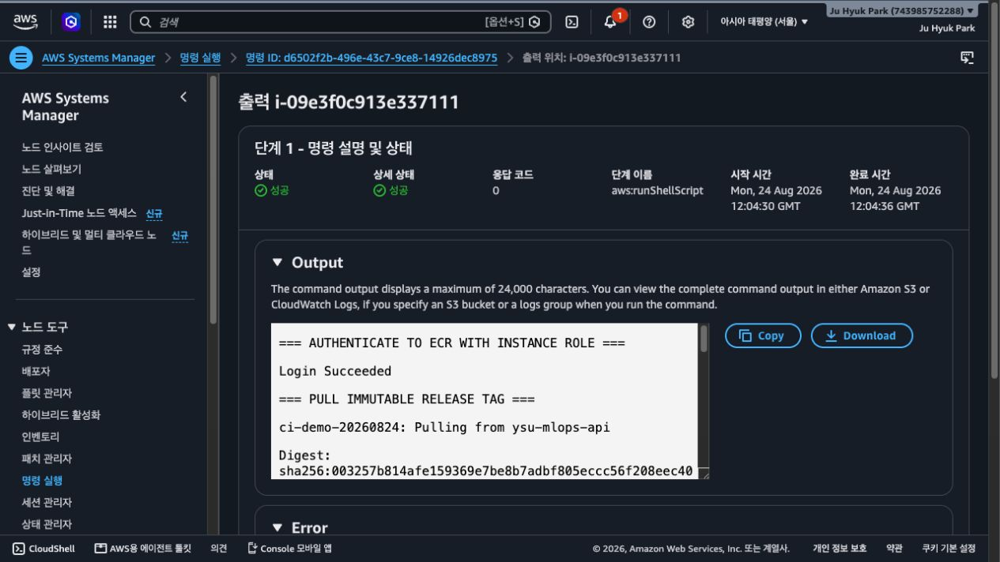 aws
검색
[옵션+S]
1
아시아 태평양 (서울) ▼
Ju Hyuk Park (743985752288) ▼
Ju Hyuk Park
AWS Systems Manager > 명령 실행 > 명령 ID: d6502f2b-496e-43c7-9ce8-14926dec8975 > 출력 위치: i-09e3f0c913e337111
AWS Systems
Manager
노드 인사이트 검토
노드 살펴보기
진단 및 해결
Just-in-Time 노드 액세스 신규
하이브리드 및 멀티 클라우드 노
드 신규
설정
▼ 노드 도구
규정 준수
배포자
플릿 관리자
하이브리드 활성화
인벤토리
패치 관리자
명령 실행
세션 관리자
상태 관리자
출력 i-09e3f0c913e337111
단계 1 - 명령 설명 및 상태
상태
성공
상세 상태
성공
응답 코드
0
단계 이름
aws:runShellScript
시작 시간
Mon, 24 Aug 2026
12:04:30 GMT
완료 시간
Mon, 24 Aug 2026
12:04:36 GMT
▼ Output
The command output displays a maximum of 24,000 characters. You can view the complete command output in either Amazon S3 or
CloudWatch Logs, if you specify an S3 bucket or a logs group when you run the command.
=== AUTHENTICATE TO ECR WITH INSTANCE ROLE ===
Login Succeeded
=== PULL IMMUTABLE RELEASE TAG ===
ci-demo-20260824: Pulling from ysu-mlops-api
Digest:
sha256:003257b814afe159369e7be8b7adbf805eccc56f208eec40
Copy
Download
▼ Error
CloudShell
AWS용 에이전트 툴킷
의견
Console 모바일 앱
© 2026, Amazon Web Services, Inc. 또는 계열사.
개인 정보 보호
약관
쿠키 기본 설정